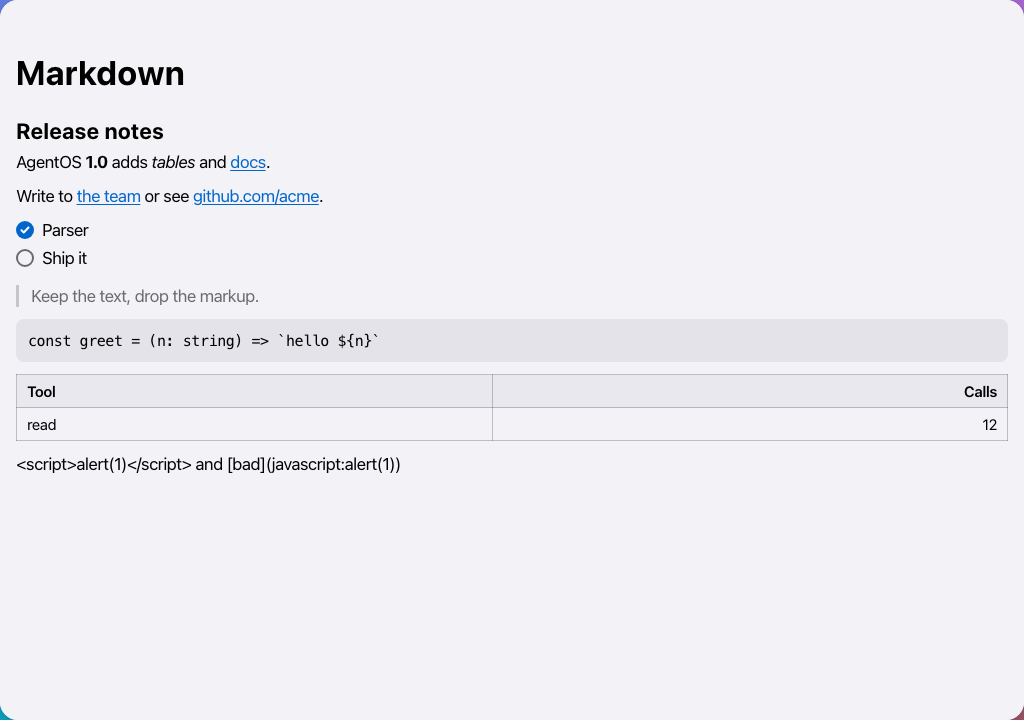 Markdown
Release notes
AgentOS 1.0 adds tables and docs.
Write to the team or see github.com/acme.
Parser
Ship it
Keep the text, drop the markup.
const greet = (n: string) => `hello ${n}`
Tool Calls
read 12
<script>alert(1)</script> and [bad](javascript:alert(1))